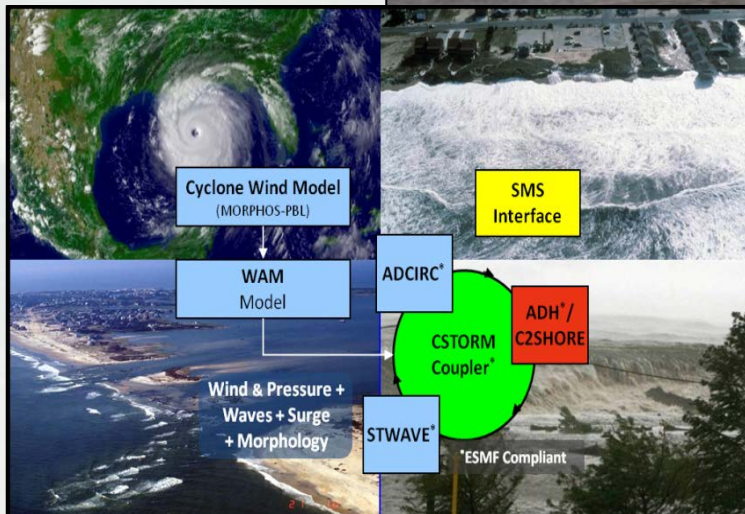 Cyclone Wind Model
(MORPHOS-PBL)
SMS
Interface
WAM
Model
ADCIRC*
ADH*/
C2SHORE
CSTORM
Coupler*
Wind & Pressure +
Waves + Surge
+ Morphology
STWAVE*
*ESMF Compliant